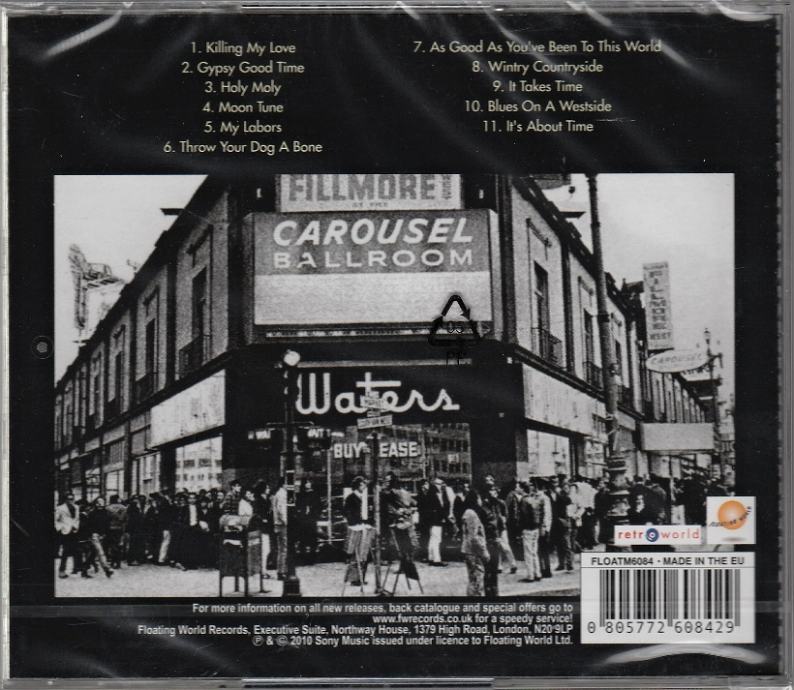 1. Killing My Love
2. Gypsy Good Time
3. Holy Moly
4. Moon Tune
5. My Labors
6. Throw Your Dog A Bone
7. As Good As You've Been To This World
8. Wintry Countryside
9. It Takes Time
10. Blues On A Westside
11. It's About Time
FILLMORE
CAROUSEL
BALLROOM
05
PP
Waters
BUY
EASE
CAROUSEL
retroworld
FLOATM6084 • MADE IN THE EU
0 805772 608429
For more information on all new releases, back catalogue and special offers go to
www.fwrecords.co.uk for a speedy service!
Floating World Records, Executive Suite, Northway House, 1379 High Road, London, N20 9LP
℗ & © 2010 Sony Music issued under licence to Floating World Ltd.